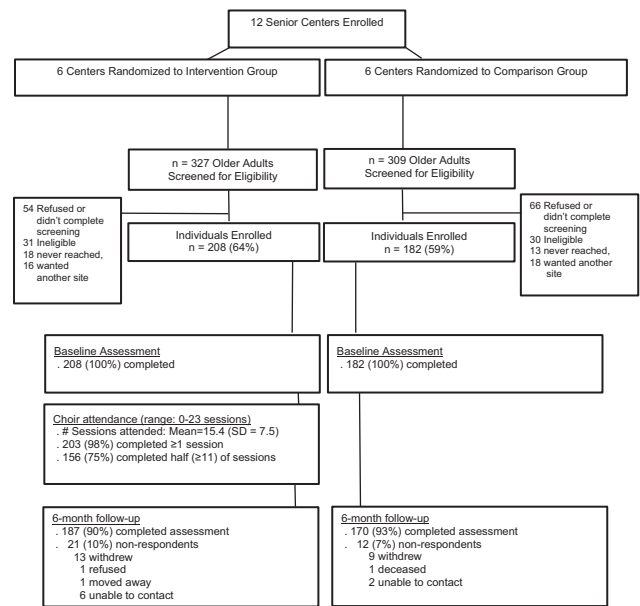 12 Senior Centers Enrolled
6 Centers Randomized to Intervention Group
6 Centers Randomized to Comparison Group
n = 327 Older Adults
Screened for Eligibility
n = 309 Older Adults
Screened for Eligibility
54 Refused or
didn't complete
screening
31 Ineligible
18 never reached,
16 wanted
another site
66 Refused or
didn't complete
screening
30 Ineligible
13 never reached,
18 wanted another
site
Individuals Enrolled
n = 208 (64%)
Individuals Enrolled
n = 182 (59%)
Baseline Assessment
. 208 (100%) completed
Baseline Assessment
. 182 (100%) completed
Choir attendance (range: 0-23 sessions)
. # Sessions attended: Mean=15.4 (SD = 7.5)
. 203 (98%) completed ≥1 session
. 156 (75%) completed half (≥11) of sessions
6-month follow-up
. 187 (90%) completed assessment
. 21 (10%) non-respondents
13 withdrew
1 refused
1 moved away
6 unable to contact
6-month follow-up
. 170 (93%) completed assessment
. 12 (7%) non-respondents
9 withdrew
1 deceased
2 unable to contact